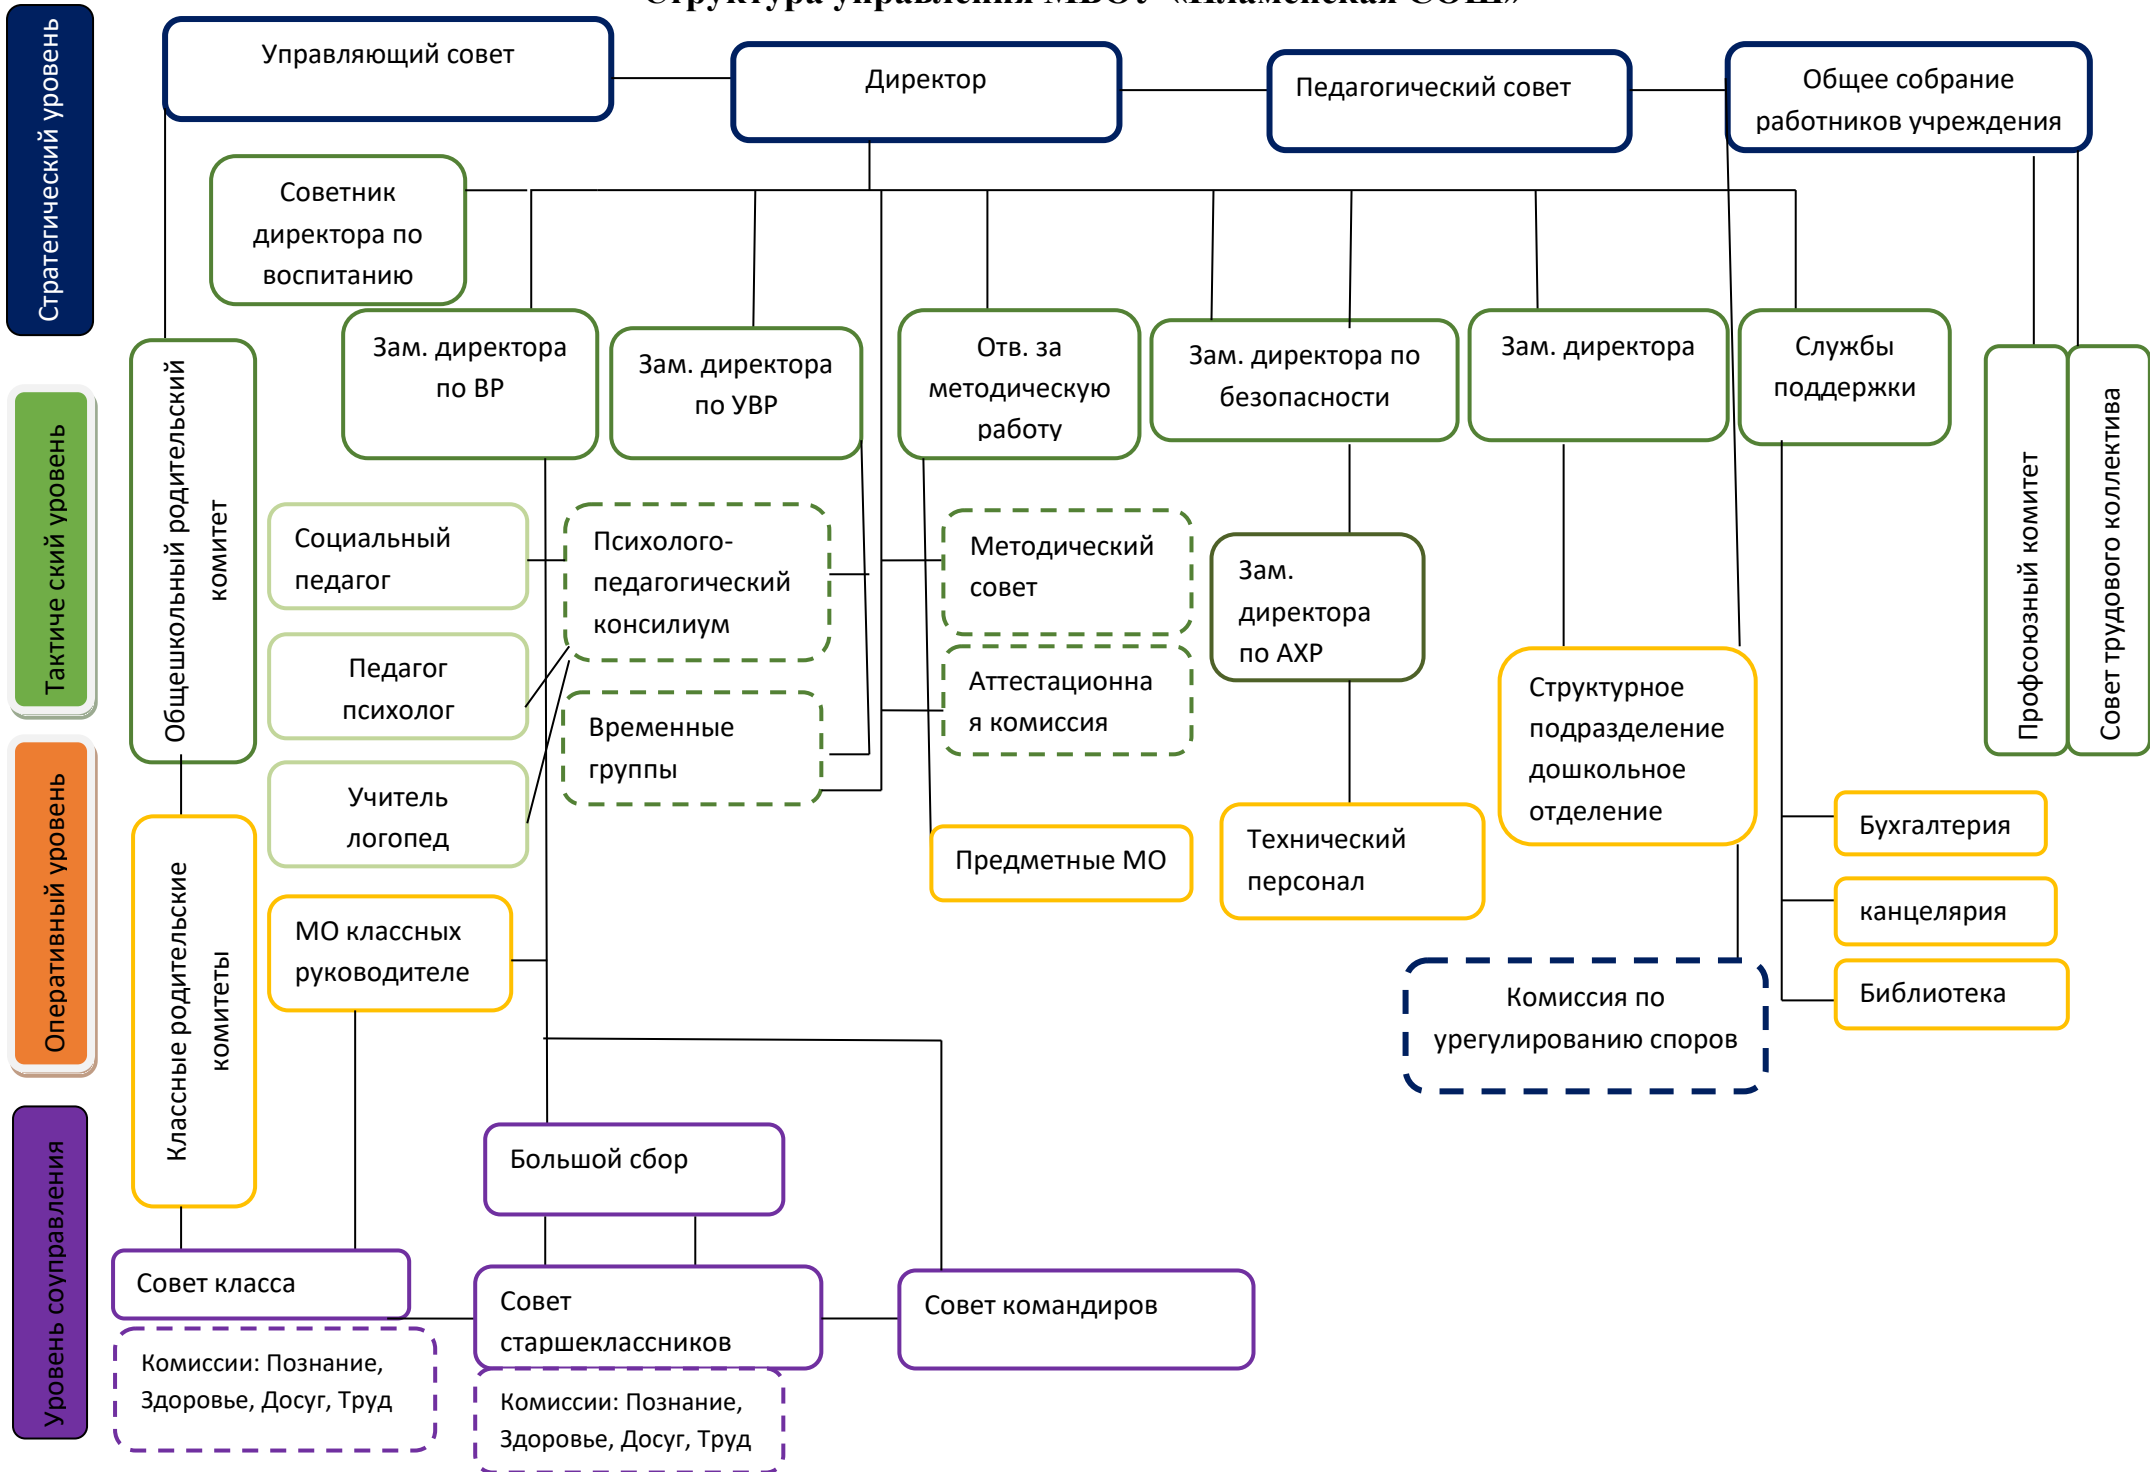 Структура управления МБОУ «Пламенская СОШ»
Стратегический уровень
Управляющий совет
Директор
Педагогический совет
Общее собрание
работников учреждения
Советник
директора по
воспитанию
Зам. директора
по ВР
Зам. директора
по УВР
Отв. за
методическую
работу
Зам. директора по
безопасности
Зам. директора
Службы
поддержки
Тактиче ский уровень
Общешкольный родительский
комитет
Профсоюзный комитет
Совет трудового коллектива
Социальный
педагог
Психолого-
педагогический
консилиум
Методический
совет
Зам.
директора
по АХР
Педагог
психолог
Временные
группы
Аттестационна
я комиссия
Структурное
подразделение
дошкольное
отделение
Учитель
логопед
Оперативный уровень
Классные родительские
комитеты
Предметные МО
Технический
персонал
Бухгалтерия
канцелярия
Библиотека
МО классных
руководителе
Комиссия по
урегулированию споров
Уровень соуправления
Большой сбор
Совет класса
Совет
старшеклассников
Совет командиров
Комиссии: Познание,
Здоровье, Досуг, Труд
Комиссии: Познание,
Здоровье, Досуг, Труд